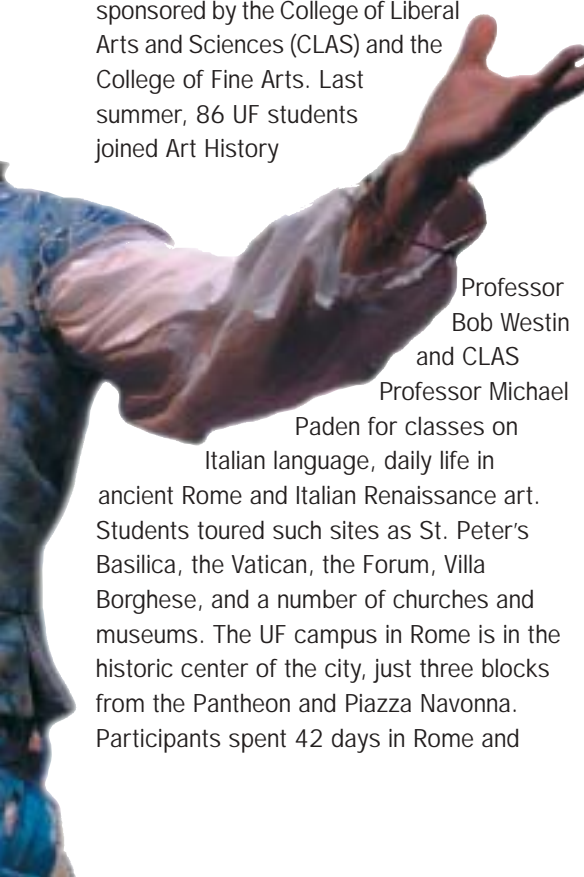 sponsored by the College of Liberal
Arts and Sciences (CLAS) and the
College of Fine Arts. Last
summer, 86 UF students
joined Art History
Professor
Bob Westin
and CLAS
Professor Michael
Paden for classes on
Italian language, daily life in
ancient Rome and Italian Renaissance art.
Students toured such sites as St. Peter’s
Basilica, the Vatican, the Forum, Villa
Borghese, and a number of churches and
museums. The UF campus in Rome is in the
historic center of the city, just three blocks
from the Pantheon and Piazza Navonna.
Participants spent 42 days in Rome and